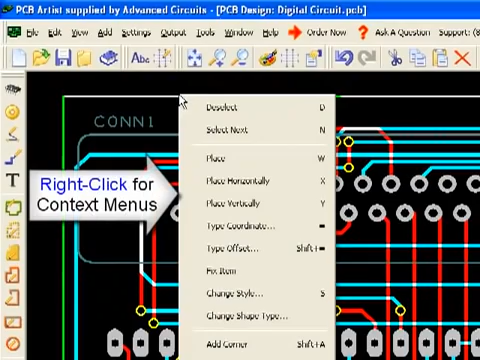 PCB Artist supplied by Advanced Circuits - [PCB Design: Digital Circuit.pcb]
File Edit View Add Settings Output Tools Window Help Order Now ? Ask A Question Support: (8
Abc
CONN1
T
Right-Click for
Context Menus
Deselect D
Select Next N
Place W
Place Horizontally X
Place Vertically Y
Type Coordinate... =
Type Offset... Shift+=
Fix Item
Change Style... S
Change Shape Type...
Add Corner Shift+A